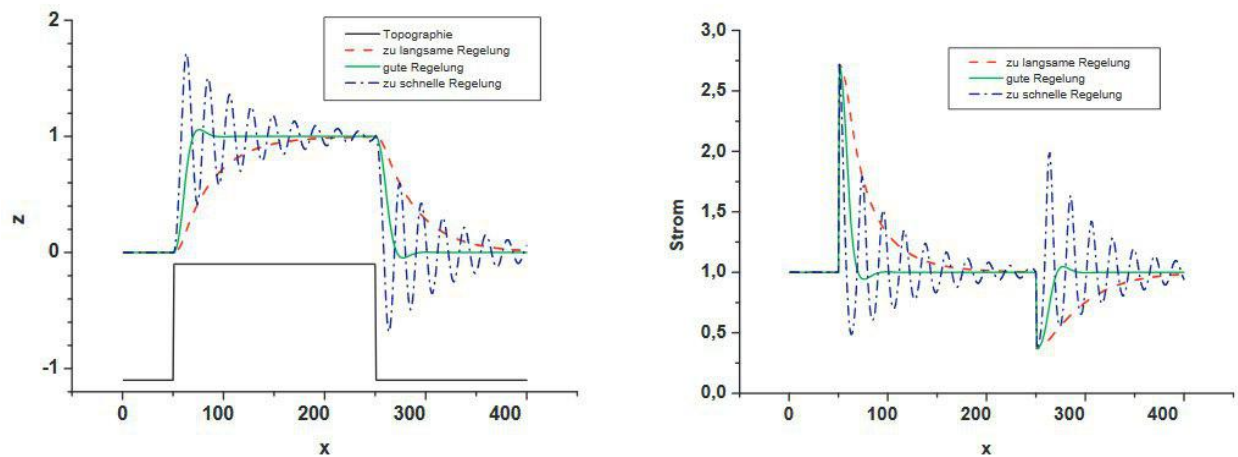 2
1
0
-1
z
0
100
200
300
400
x
Topographie
zu langsame Regelung
gute Regelung
zu schnelle Regelung
3,0
2,5
2,0
1,5
1,0
0,5
0,0
Strom
0
100
200
300
400
x
zu langsame Regelung
gute Regelung
zu schnelle Regelung